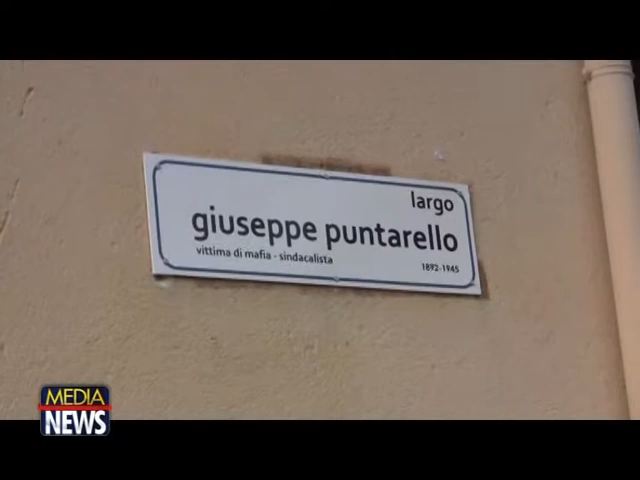 largo
giuseppe puntarello
vittima di mafia - sindacalista
1892-1945
MEDIA
NEWS